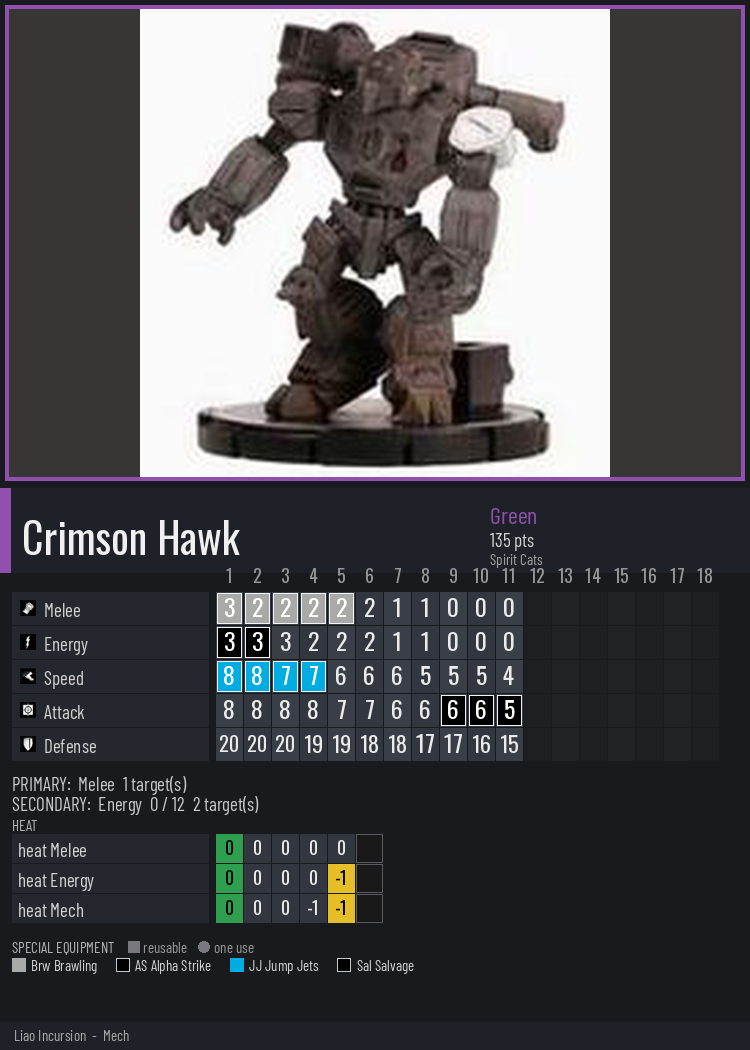 Crimson Hawk
Green
135 pts
Spirit Cats
1 2 3 4 5 6 7 8 9 10 11 12 13 14 15 16 17 18
Melee 3 2 2 2 2 2 1 1 0 0 0
Energy 3 3 3 2 2 2 1 1 0 0 0
Speed 8 8 7 7 6 6 6 5 5 5 4
Attack 8 8 8 8 7 7 6 6 6 6 5
Defense 20 20 20 19 19 18 18 17 17 16 15
PRIMARY: Melee 1 target(s)
SECONDARY: Energy 0 / 12 2 target(s)
HEAT
heat Melee 0 0 0 0 0
heat Energy 0 0 0 0 -1
heat Mech 0 0 0 -1 -1
SPECIAL EQUIPMENT reusable one use
Brw Brawling AS Alpha Strike JJ Jump Jets Sal Salvage
Liao Incursion - Mech